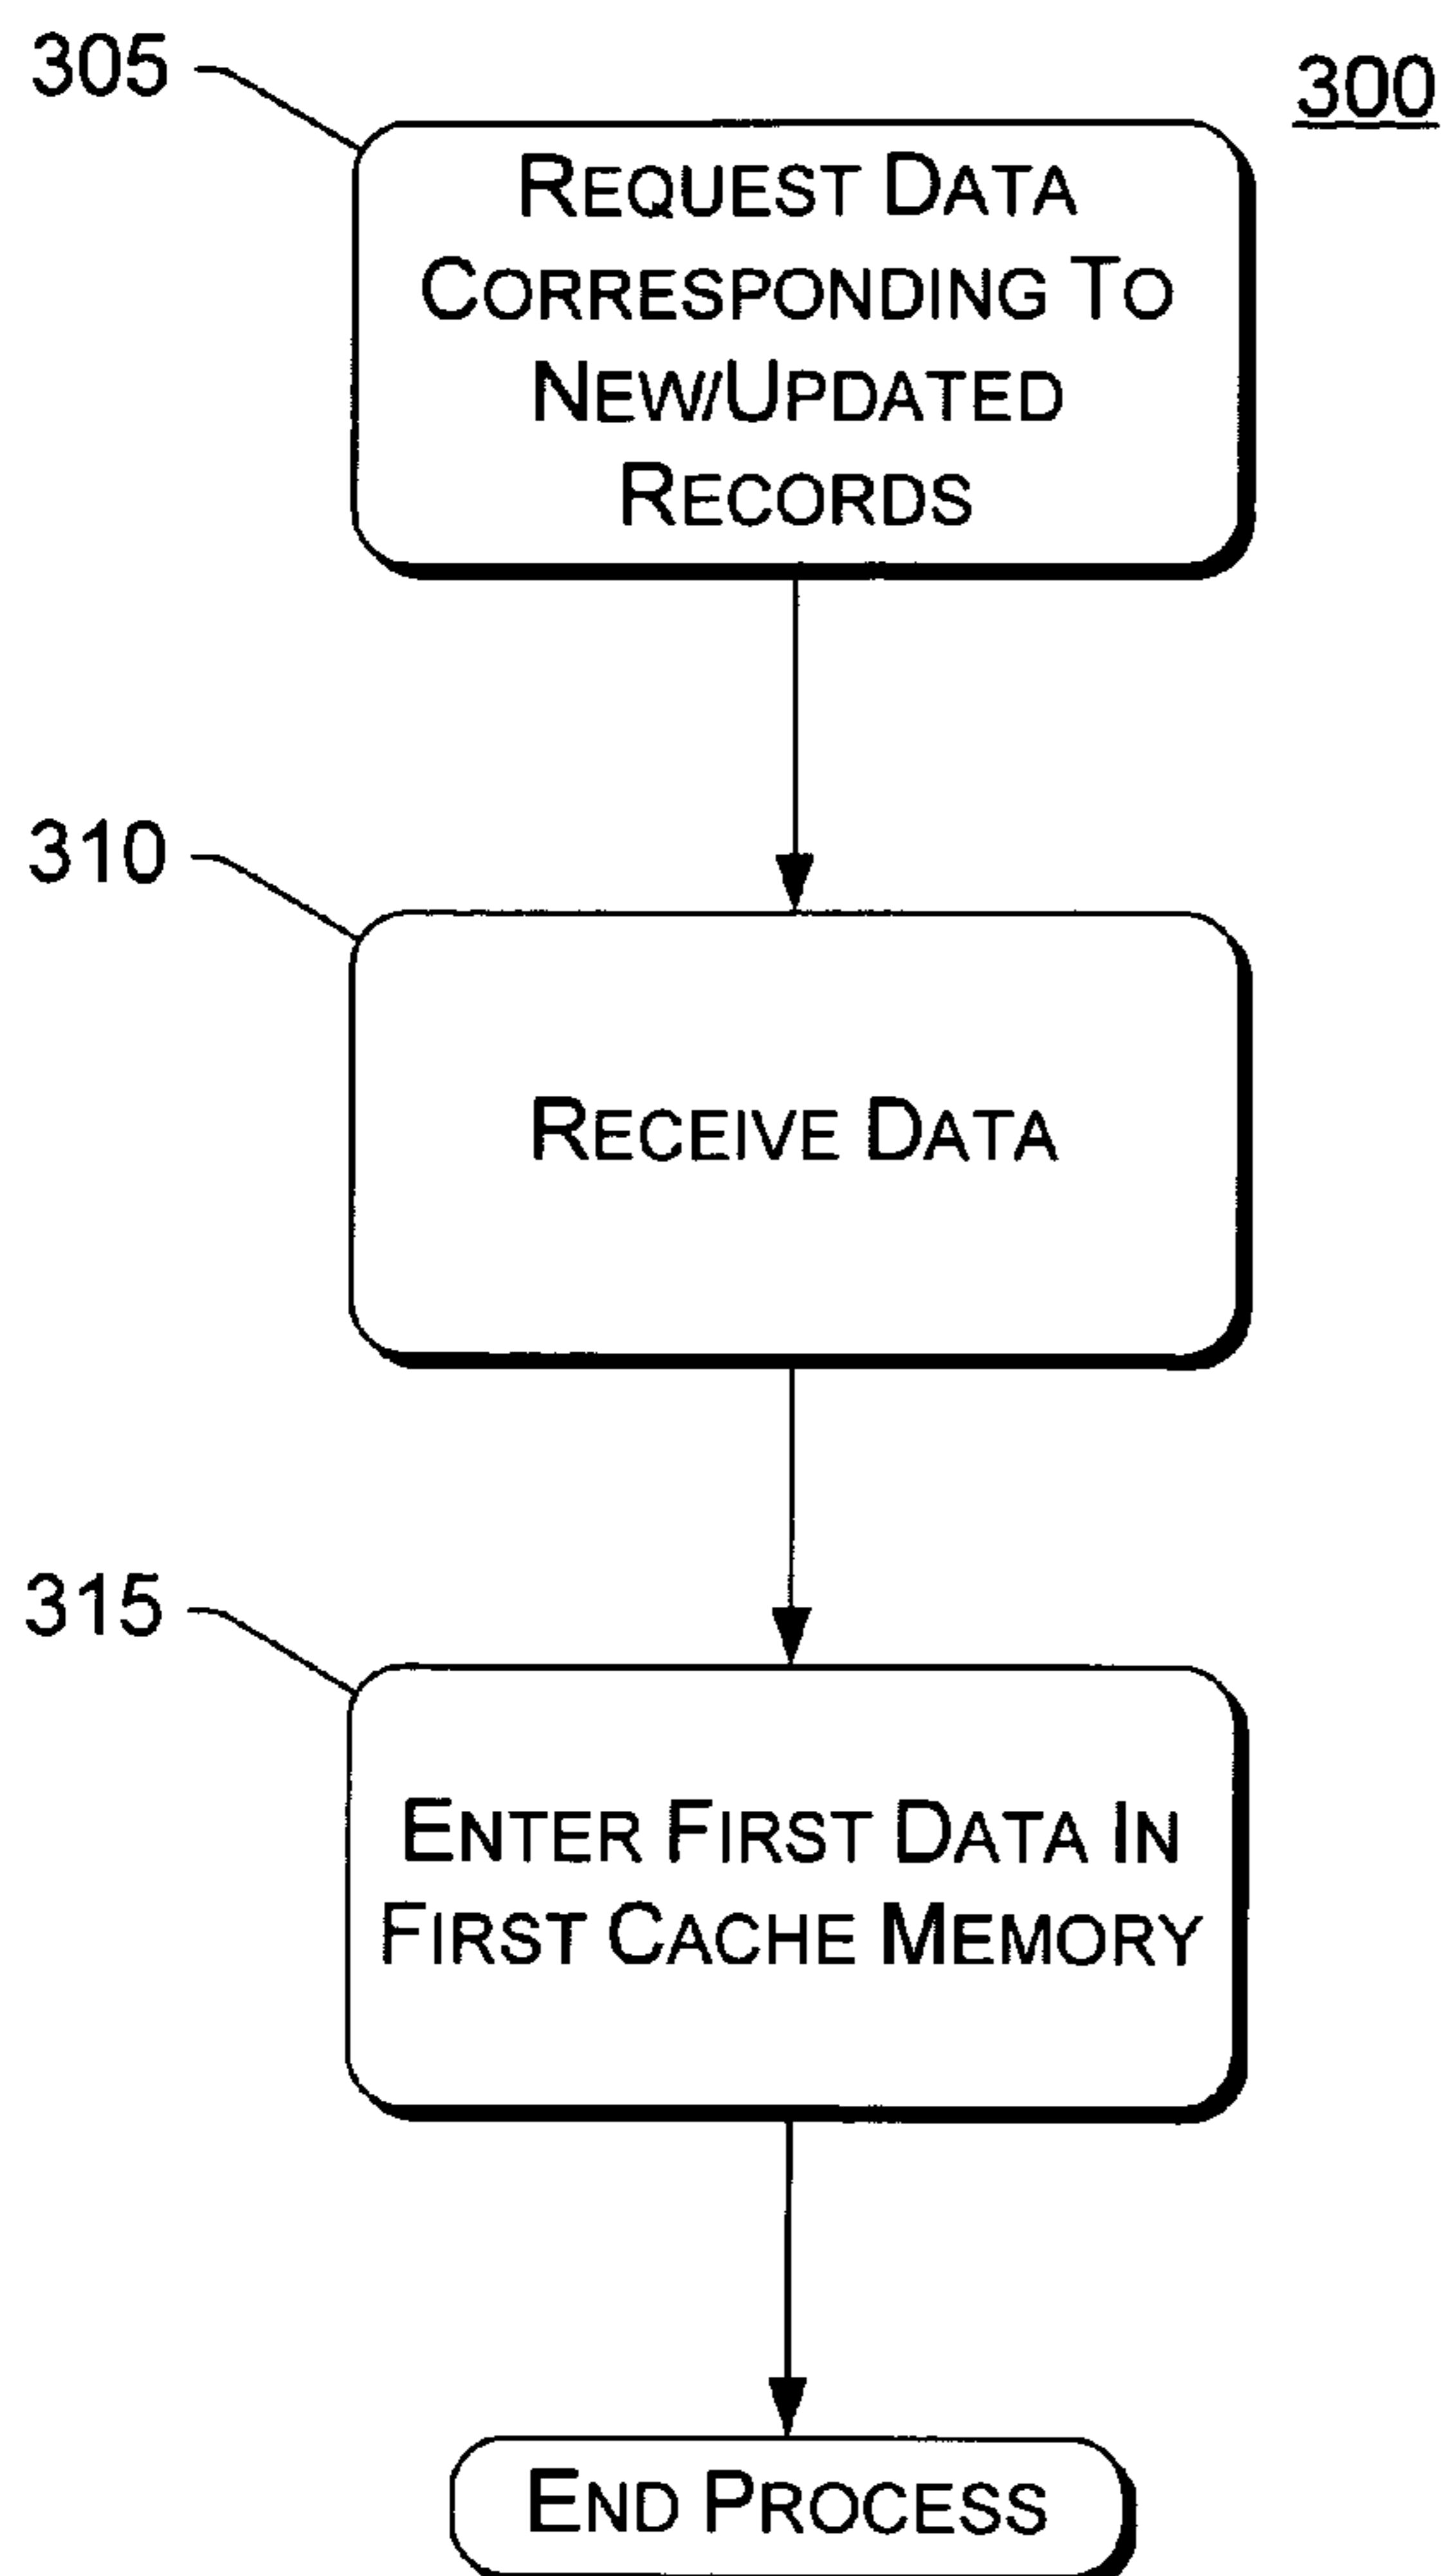 305
300
REQUEST DATA
CORRESPONDING TO
NEW/UPDATED
RECORDS
310
RECEIVE DATA
315
ENTER FIRST DATA IN
FIRST CACHE MEMORY
END PROCESS